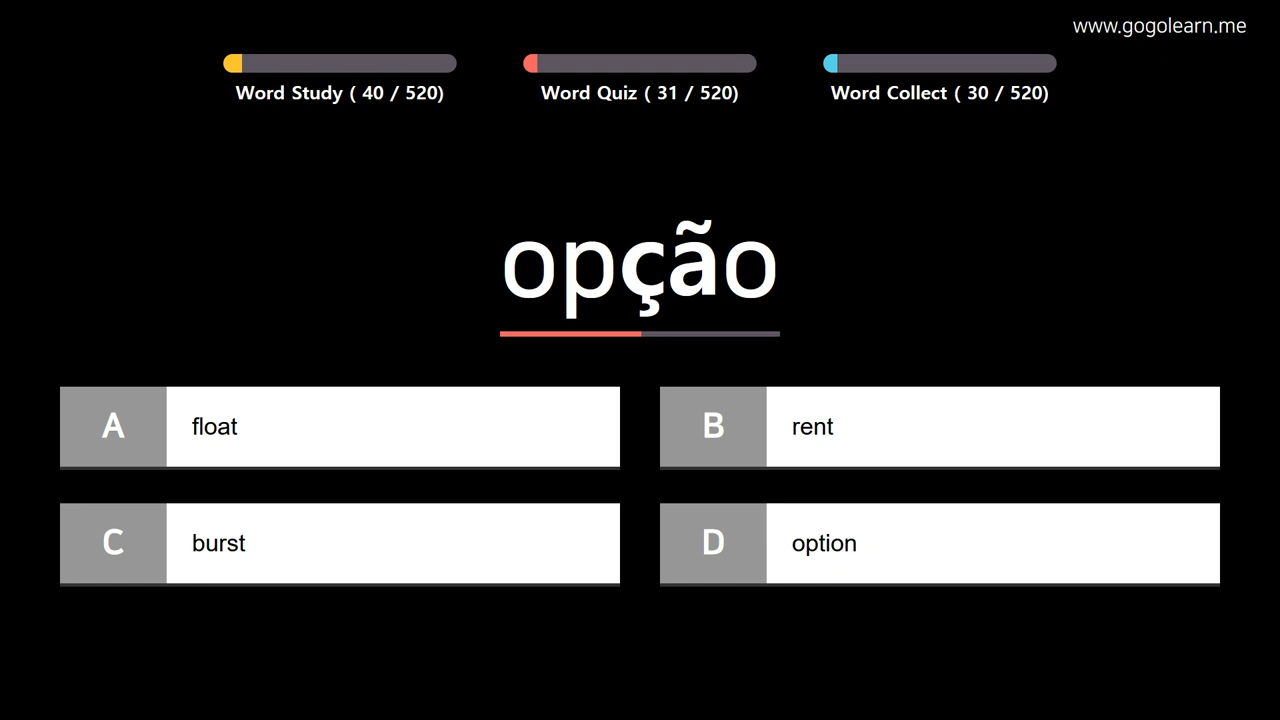 www.gogolearn.me
Word Study ( 40 / 520)
Word Quiz ( 31 / 520)
Word Collect ( 30 / 520)
opção
A float
B rent
C burst
D option